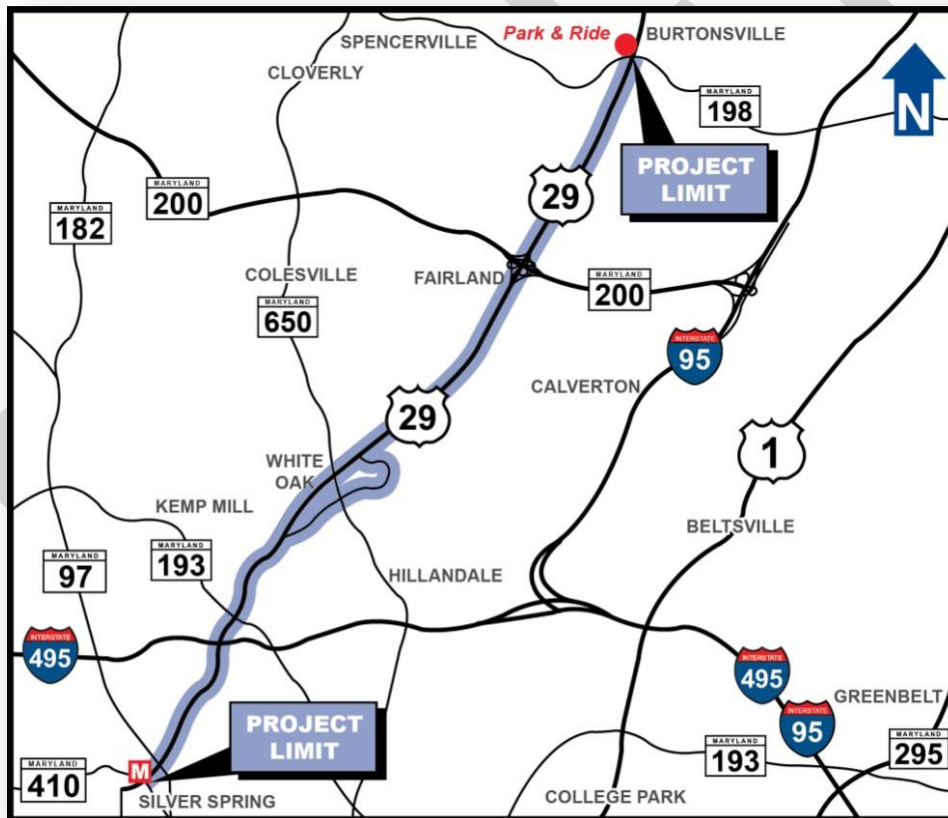 Park & Ride
BURTONSVILLE
SPENCERVILLE
CLOVERLY
MARYLAND
198
N
PROJECT
LIMIT
MARYLAND
200
29
MARYLAND
182
COLESVILLE
FAIRLAND
MARYLAND
200
MARYLAND
650
INTERSTATE
95
CALVERTON
29
1
WHITE
OAK
KEMP MILL
BELTSVILLE
MARYLAND
97
MARYLAND
193
HILLANDALE
INTERSTATE
495
INTERSTATE
495
GREENBELT
INTERSTATE
95
PROJECT
LIMIT
MARYLAND
193
MARYLAND
295
MARYLAND
410
M
SILVER SPRING
COLLEGE PARK